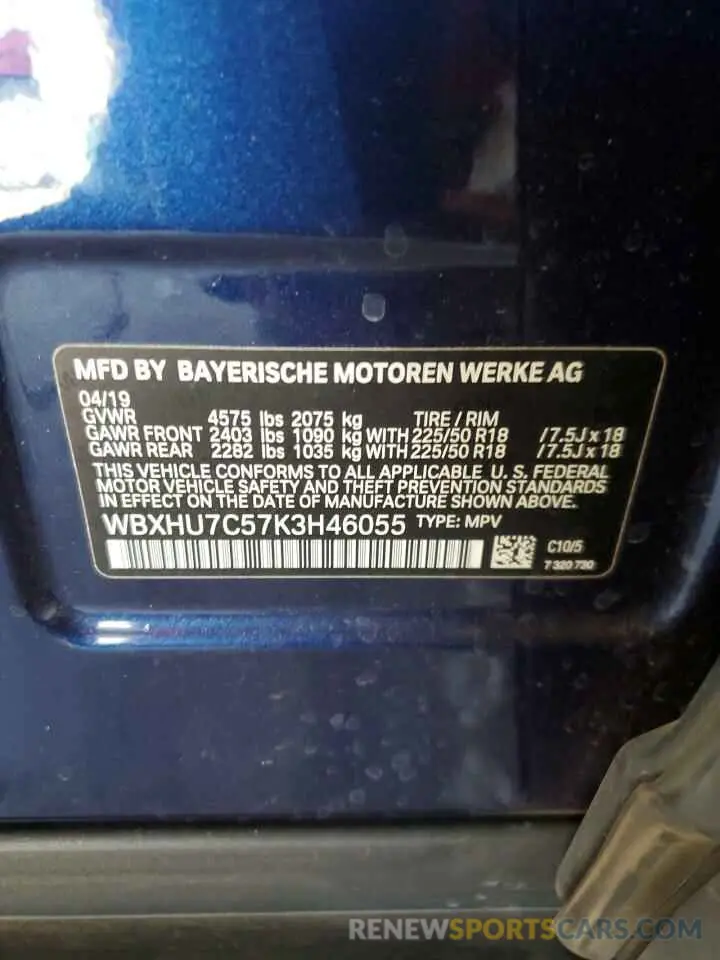 MFD BY BAYERISCHE MOTOREN WERKE AG
04/19
GVWR 4575 lbs 2075 kg TIRE / RIM
GAWR FRONT 2403 lbs 1090 kg WITH 225/50 R18 /7.5J x 18
GAWR REAR 2282 lbs 1035 kg WITH 225/50 R18 /7.5J x 18
THIS VEHICLE CONFORMS TO ALL APPLICABLE U. S. FEDERAL
MOTOR VEHICLE SAFETY AND THEFT PREVENTION STANDARDS
IN EFFECT ON THE DATE OF MANUFACTURE SHOWN ABOVE.
WBXHU7C57K3H46055 TYPE: MPV
C10/5
7 320 730
RENEWSPORTSCARS.COM